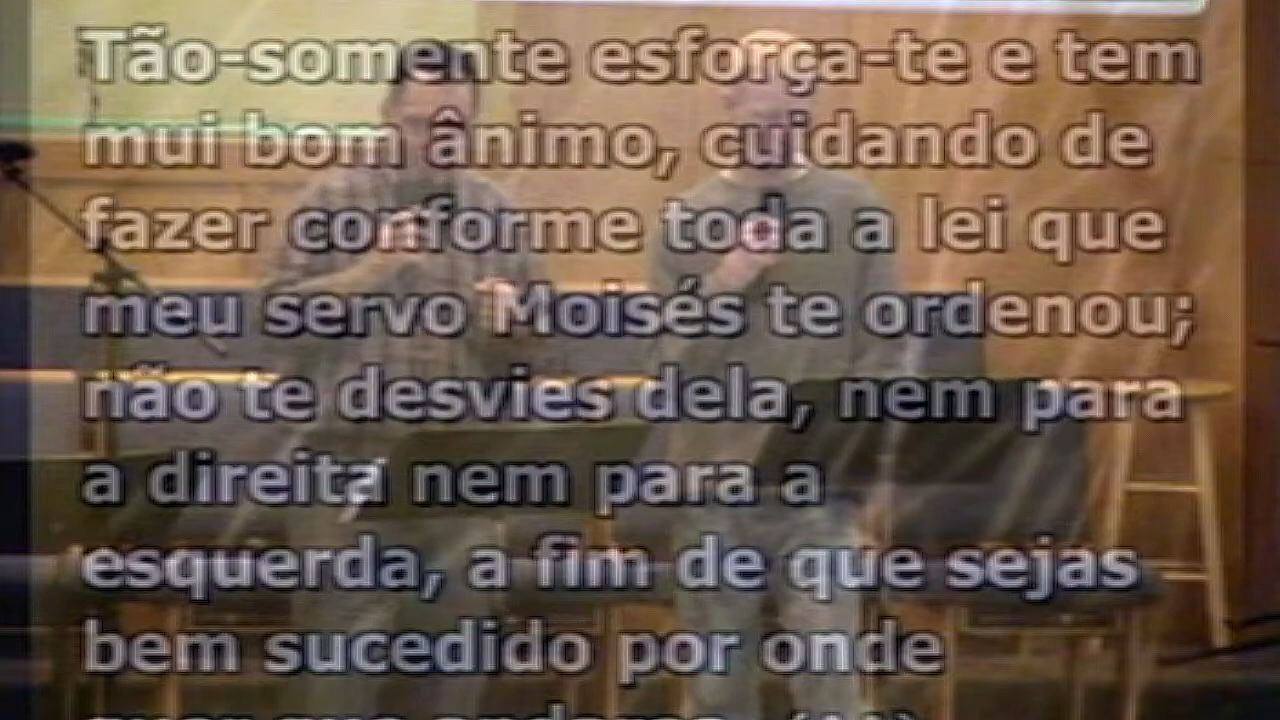 Tão-somente esforça-te e tem
mui bom ânimo, cuidando de
fazer conforme toda a lei que
meu servo Moisés te ordenou;
não te desvies dela, nem para
a direita nem para a
esquerda, a fim de que sejas
bem sucedido por onde